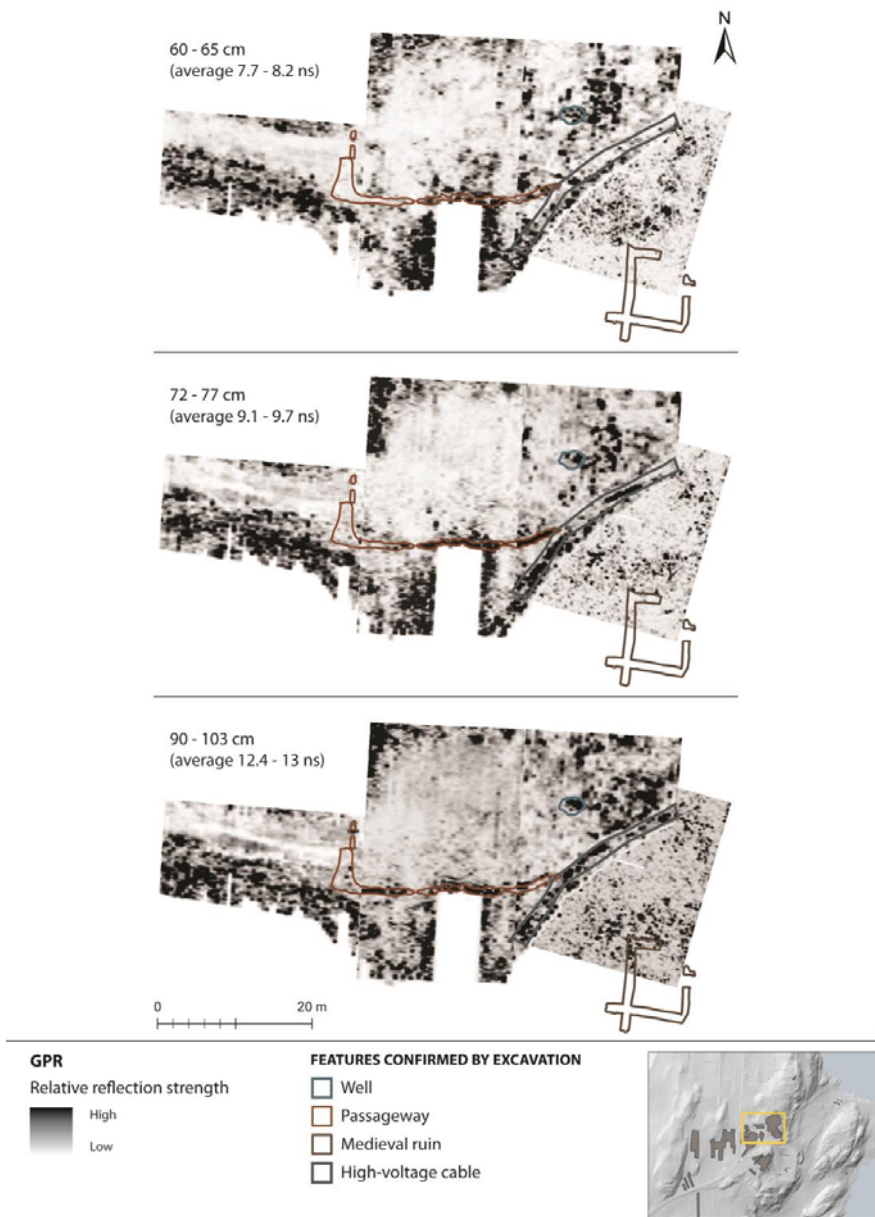 N
60 - 65 cm
(average 7.7 - 8.2 ns)
72 - 77 cm
(average 9.1 - 9.7 ns)
90 - 103 cm
(average 12.4 - 13 ns)
0 20 m
GPR
Relative reflection strength
High
Low
FEATURES CONFIRMED BY EXCAVATION
Well
Passageway
Medieval ruin
High-voltage cable